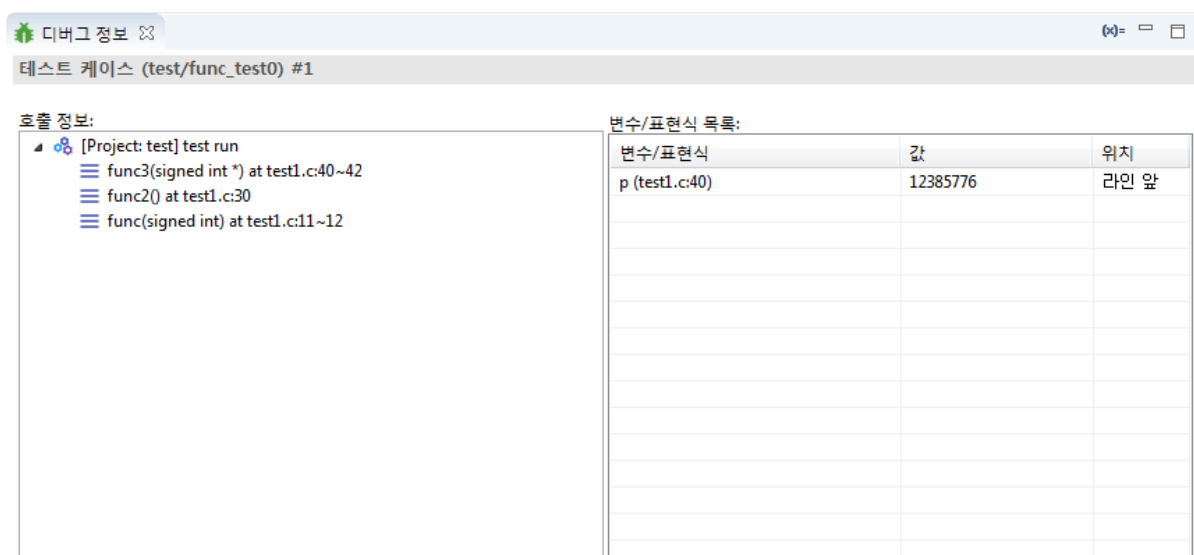 디버그 정보
(x)=
테스트 케이스 (test/func_test0) #1
호출 정보:
[Project: test] test run
func3(signed int *) at test1.c:40~42
func2() at test1.c:30
func(signed int) at test1.c:11~12
변수/표현식 목록:
변수/표현식 값 위치
p (test1.c:40) 12385776 라인 앞